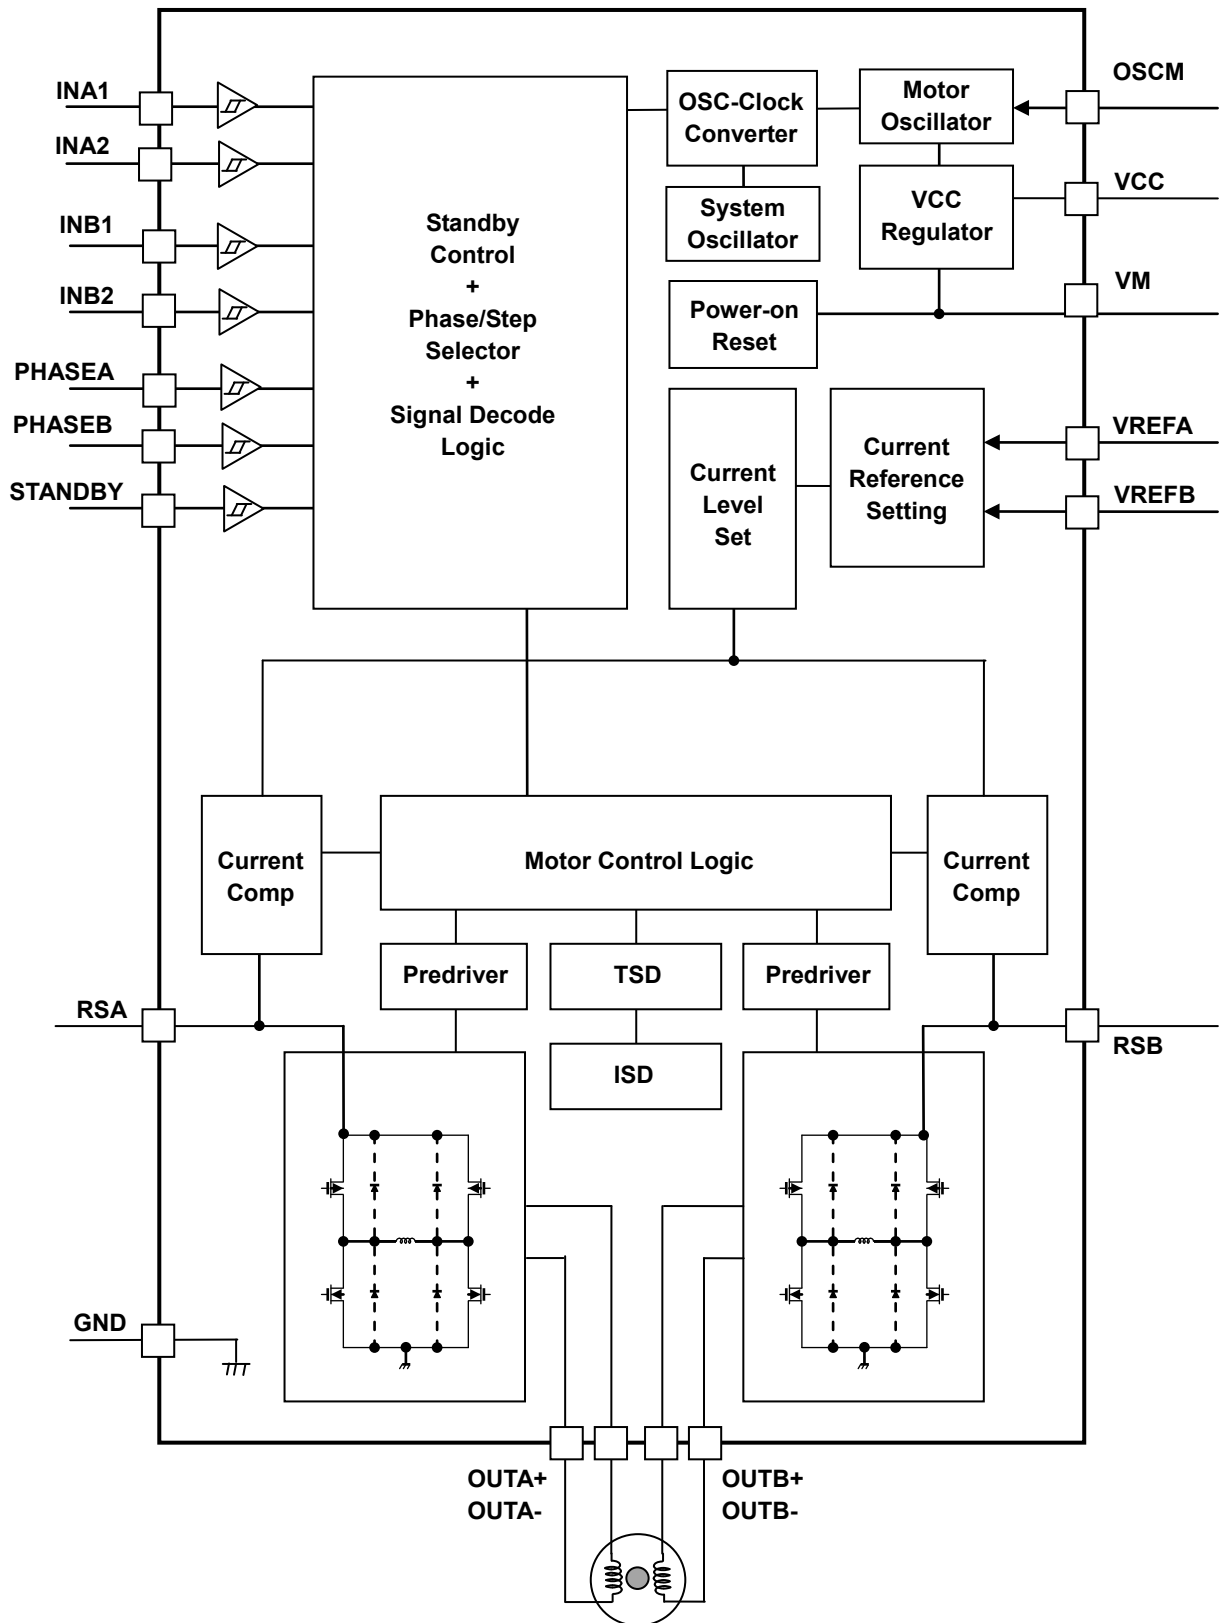 INA1
INA2
INB1
INB2
PHASEA
PHASEB
STANDBY
Standby
Control
+
Phase/Step
Selector
+
Signal Decode
Logic
OSC-Clock
Converter
System
Oscillator
Motor
Oscillator
VCC
Regulator
Power-on
Reset
Current
Level
Set
Current
Reference
Setting
OSCM
VCC
VM
VREFA
VREFB
Current
Comp
Motor Control Logic
Current
Comp
Predriver
TSD
Predriver
ISD
RSA
RSB
GND
OUTA+
OUTA-
OUTB+
OUTB-